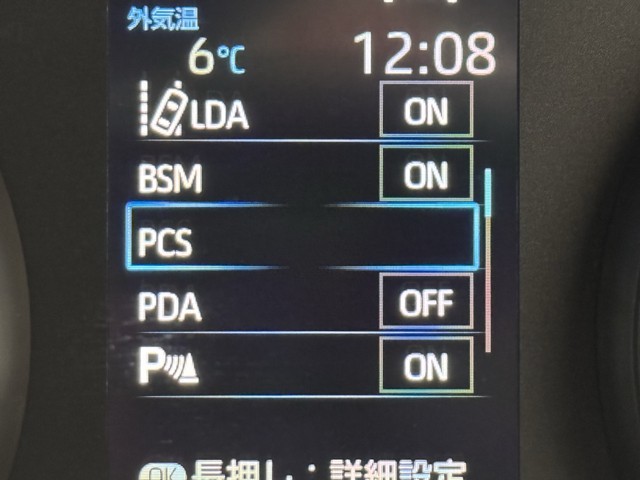 外気温
6℃ 12:08
LDA ON
BSM ON
PCS
PDA OFF
P ON
OK 長押し:詳細設定